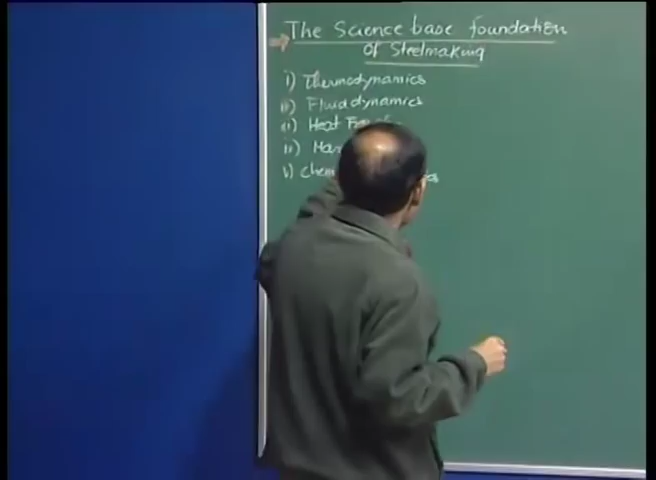 The Science base foundation
of Steelmaking
i) Thermodynamics
ii) Fluid dynamics
iii) Heat
iv)
v)